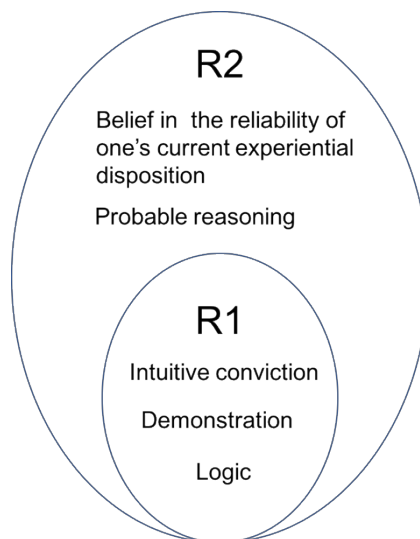 R2
Belief in the reliability of
one's current experiential
disposition
Probable reasoning
R1
Intuitive conviction
Demonstration
Logic